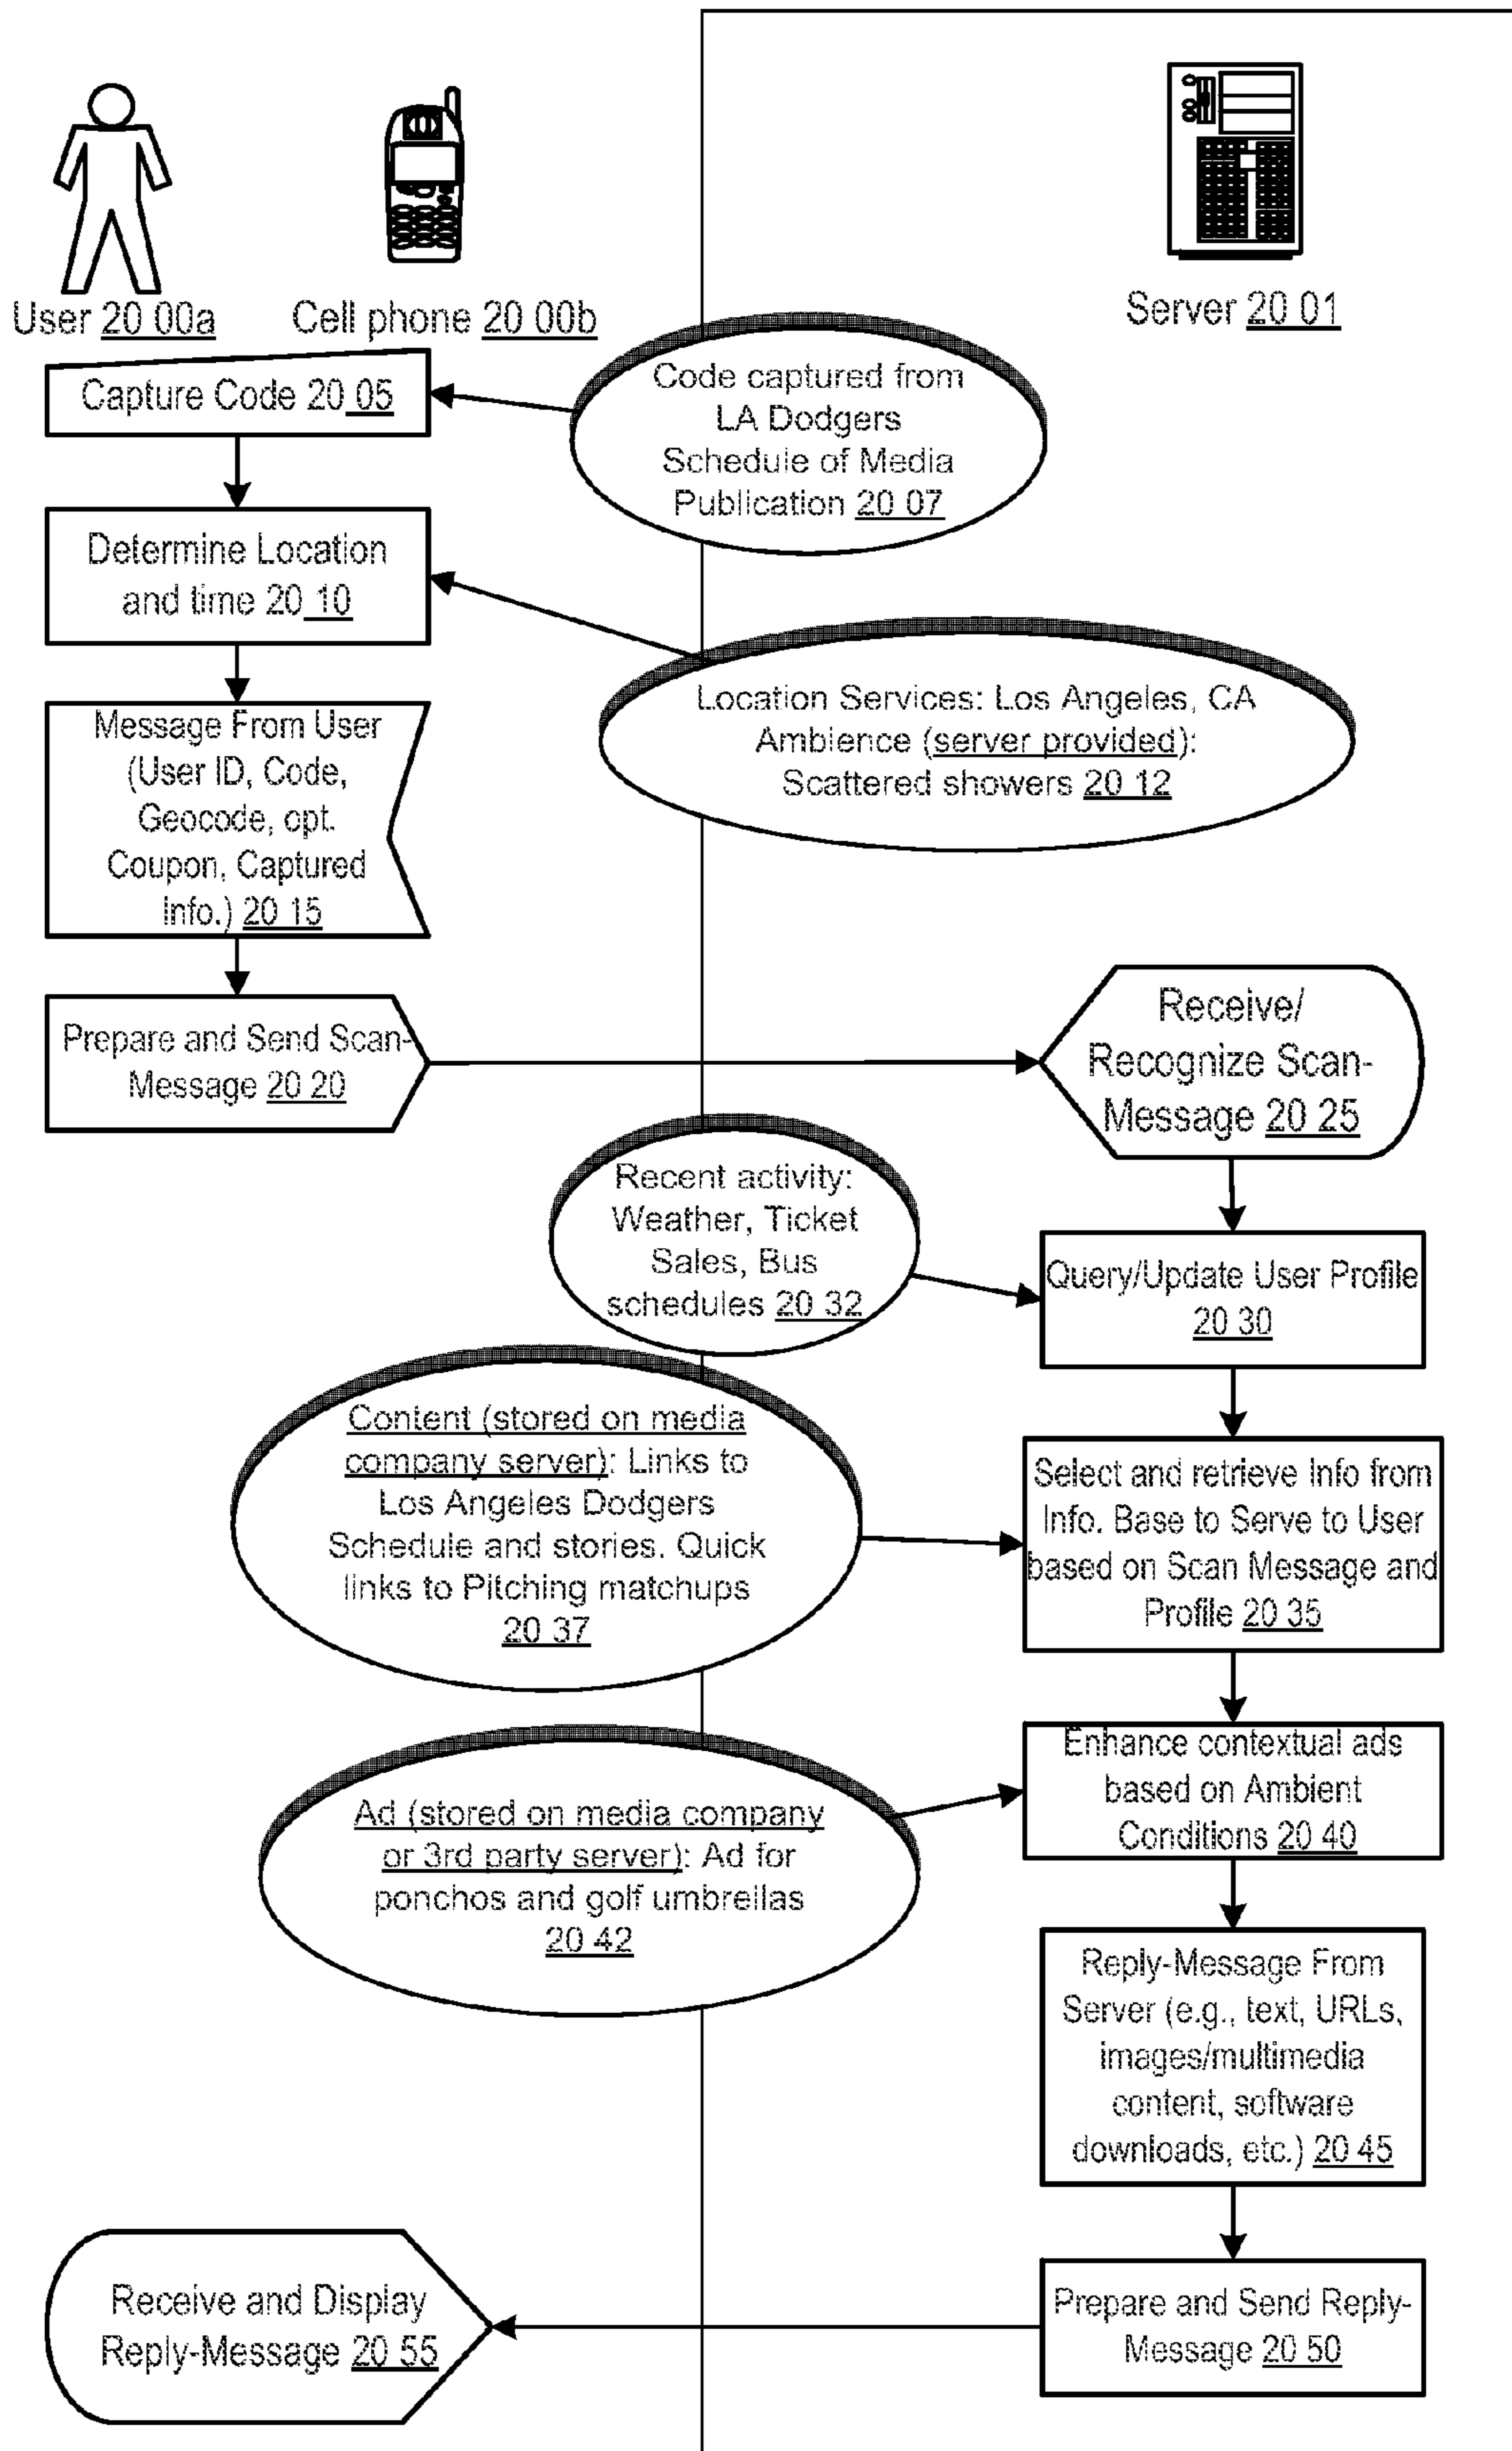 User 20 00a
Cell phone 20 00b
Server 20 01
Capture Code 20 05
Code captured from
LA Dodgers
Schedule of Media
Publication 20 07
Determine Location
and time 20 10
Location Services: Los Angeles, CA
Ambience (server provided):
Scattered showers 20 12
Message From User
(User ID, Code,
Geocode, opt.
Coupon, Captured
Info.) 20 15
Prepare and Send Scan-
Message 20 20
Receive/
Recognize Scan-
Message 20 25
Recent activity:
Weather, Ticket
Sales, Bus
schedules 20 32
Query/Update User Profile
20 30
Content (stored on media
company server): Links to
Los Angeles Dodgers
Schedule and stories. Quick
links to Pitching matchups
20 37
Select and retrieve Info from
Info. Base to Serve to User
based on Scan Message and
Profile 20 35
Ad (stored on media company
or 3rd party server): Ad for
ponchos and golf umbrellas
20 42
Enhance contextual ads
based on Ambient
Conditions 20 40
Reply-Message From
Server (e.g., text, URLs,
images/multimedia
content, software
downloads, etc.) 20 45
Prepare and Send Reply-
Message 20 50
Receive and Display
Reply-Message 20 55